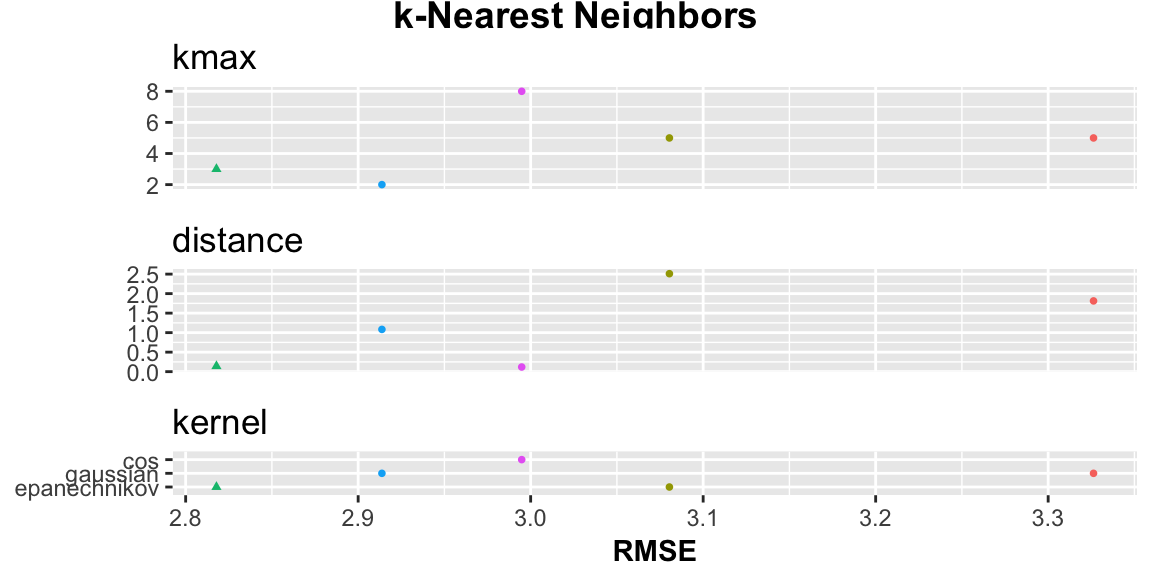 k-Nearest Neighbors
kmax
8
6
4
2
distance
2.5
2.0
1.5
1.0
0.5
0.0
kernel
cos
gaussian
epanechnikov
2.8 2.9 3.0 3.1 3.2 3.3
RMSE